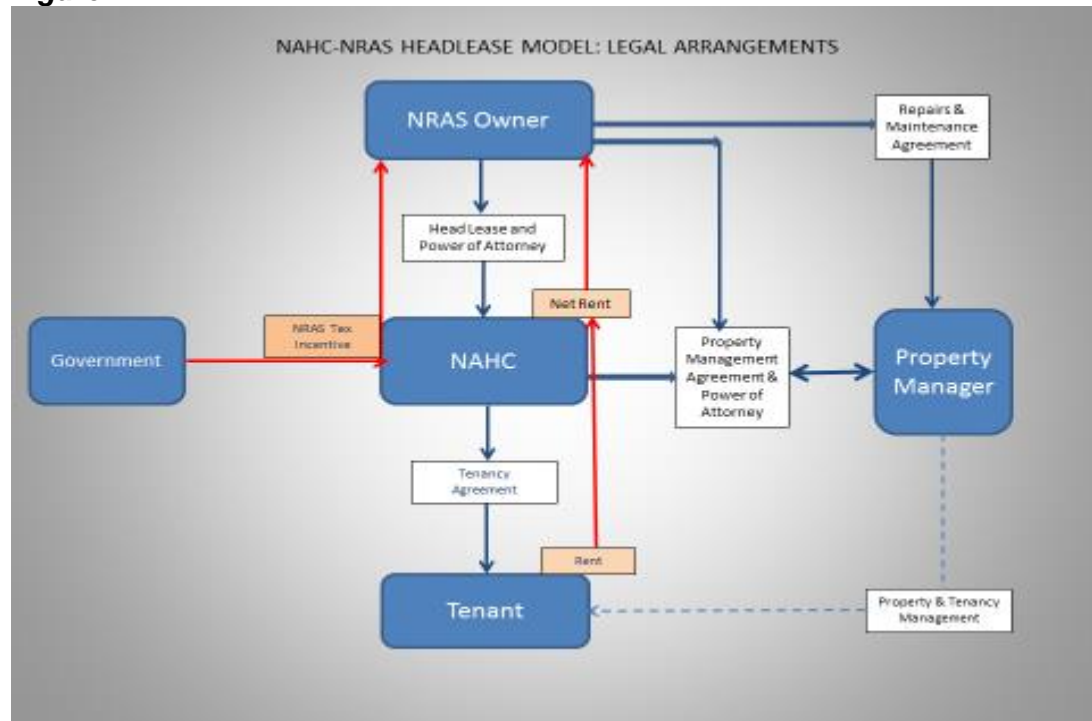 NAHC-NRAS HEADLEASE MODEL: LEGAL ARRANGEMENTS
NRAS Owner
Repairs &
Maintenance
Agreement
Head Lease and
Power of Attorney
Net Rent
NRAS Tax
Incentive
Government
NAHC
Property
Management
Agreement &
Power of
Attorney
Property
Manager
Tenancy
Agreement
Rent
Tenant
Property & Tenancy
Management